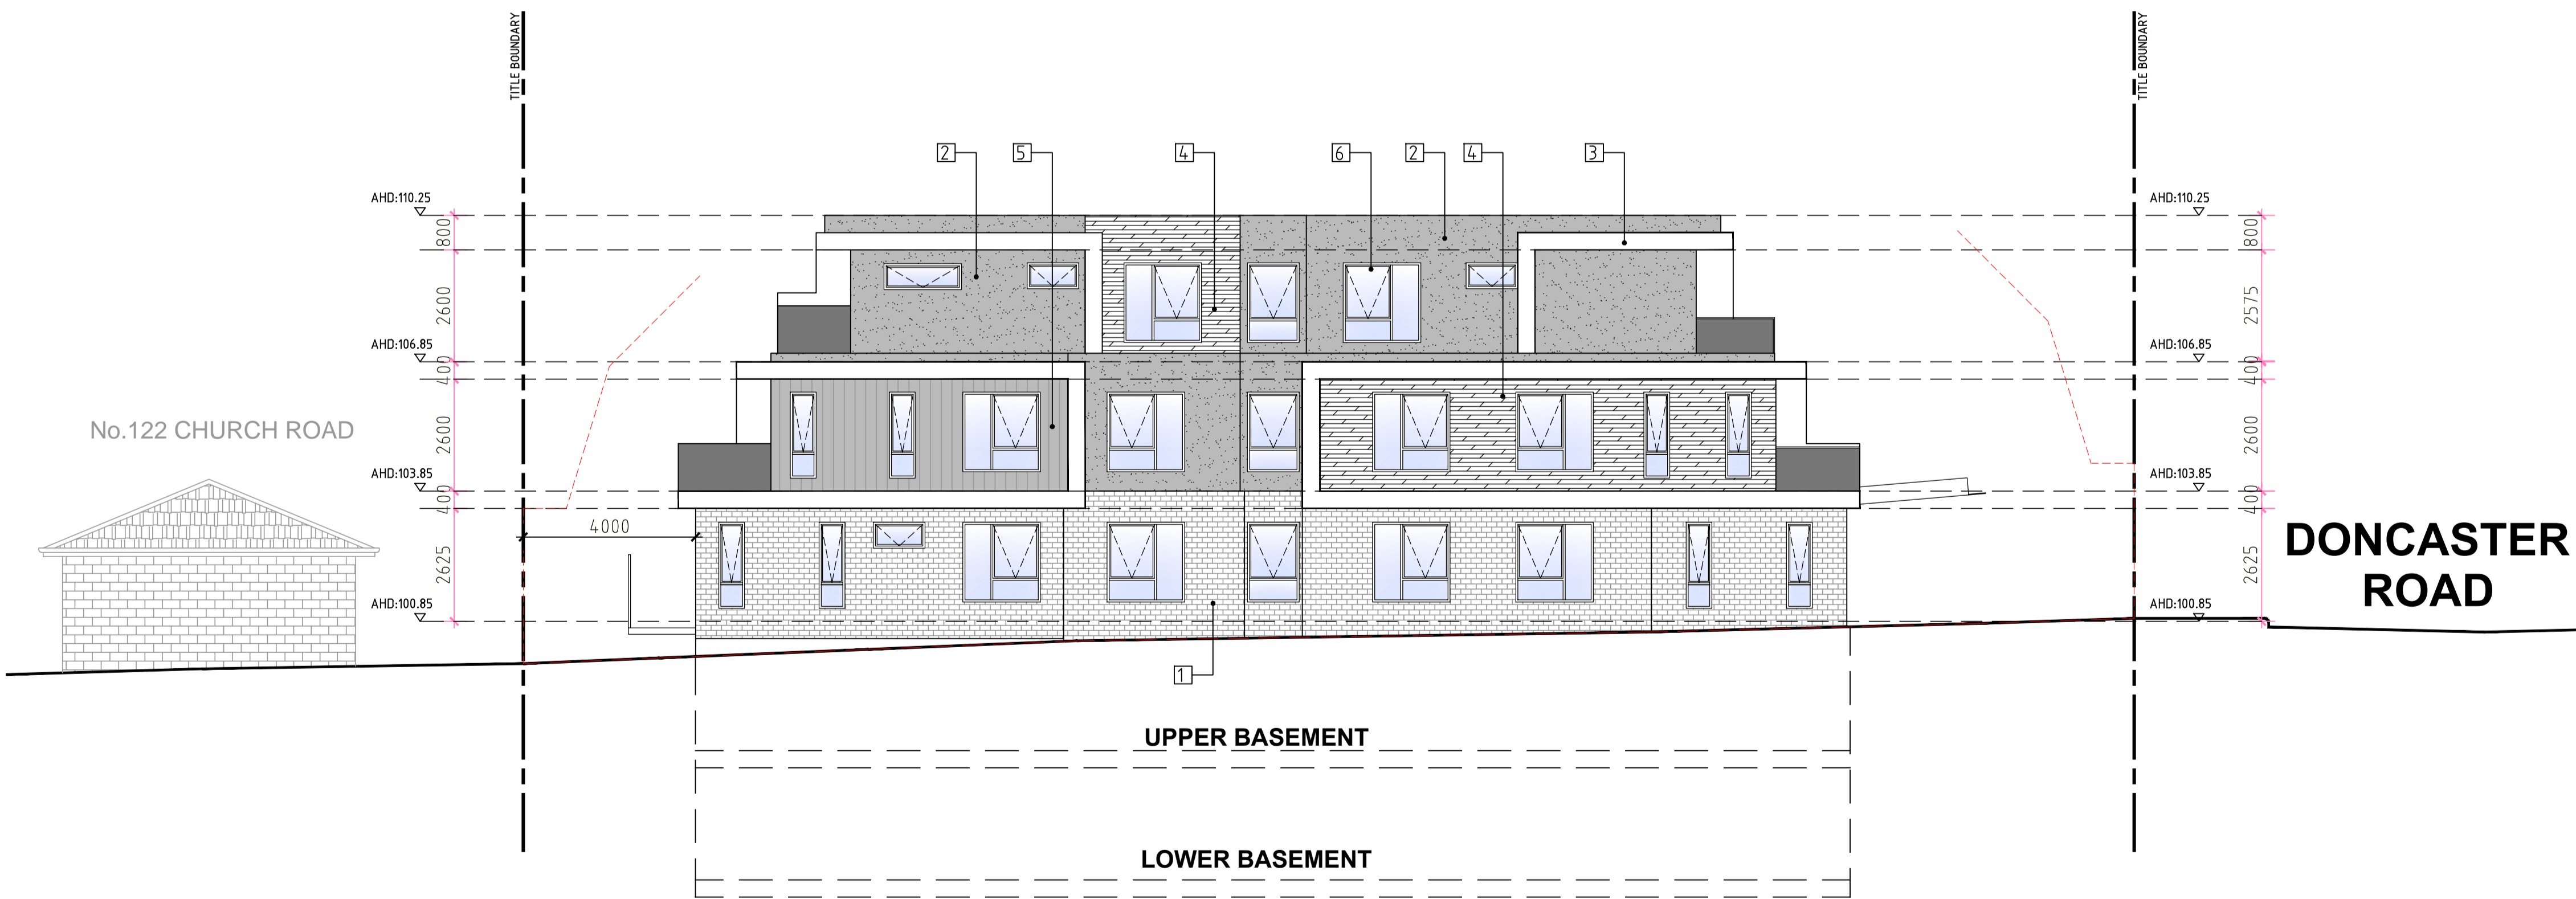 TITLE BOUNDARY
TITLE BOUNDARY
2
5
4
6
2
4
3
AHD:110.25
AHD:110.25
800
800
2600
2575
AHD:106.85
AHD:106.85
400
400
No.122 CHURCH ROAD
2600
2600
AHD:103.85
AHD:103.85
400
400
4000
DONCASTER
ROAD
2625
2625
AHD:100.85
AHD:100.85
1
UPPER BASEMENT
LOWER BASEMENT